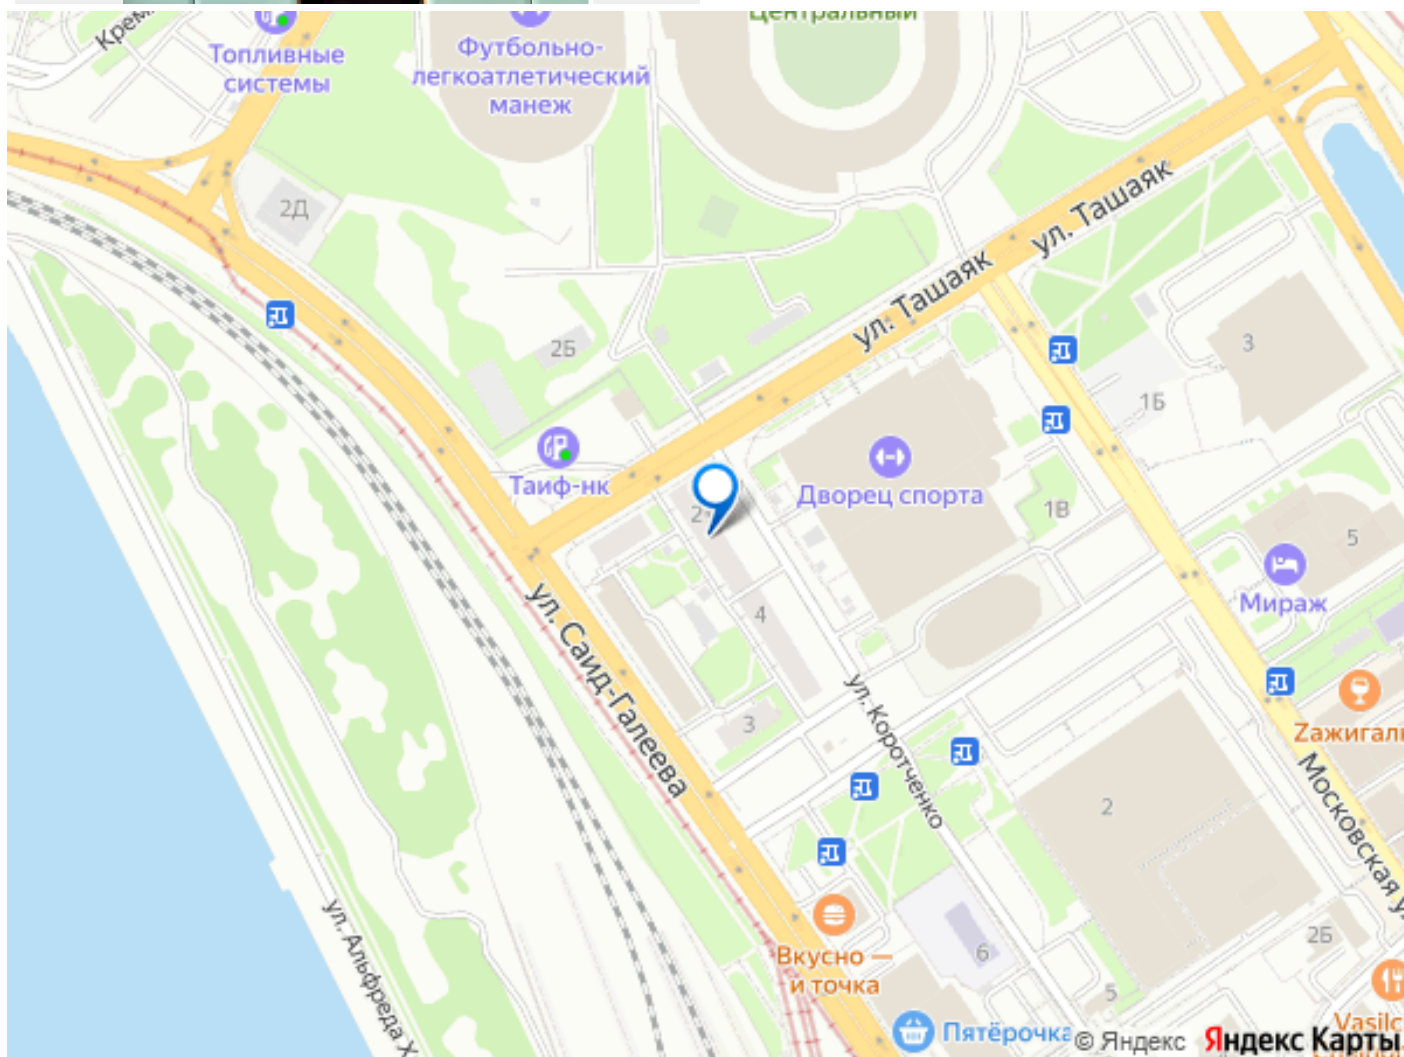 Центральный
Кремл
Топливные
системы
Футбольно-
легкоатлетический
манеж
ул. Ташаяк
2Д
ул. Ташаяк
2Б
3
1Б
Таиф-нк
Дворец спорта
2
1В
5
Мираж
4
ул. Саид-Галеева
ул. Коротченко
3
Zажигал
Московская у
2
ул. Альфреда Х
Вкусно —
и точка
6
2Б
5
Пятёрочка
Vasilc
© Яндекс Яндекс Карты